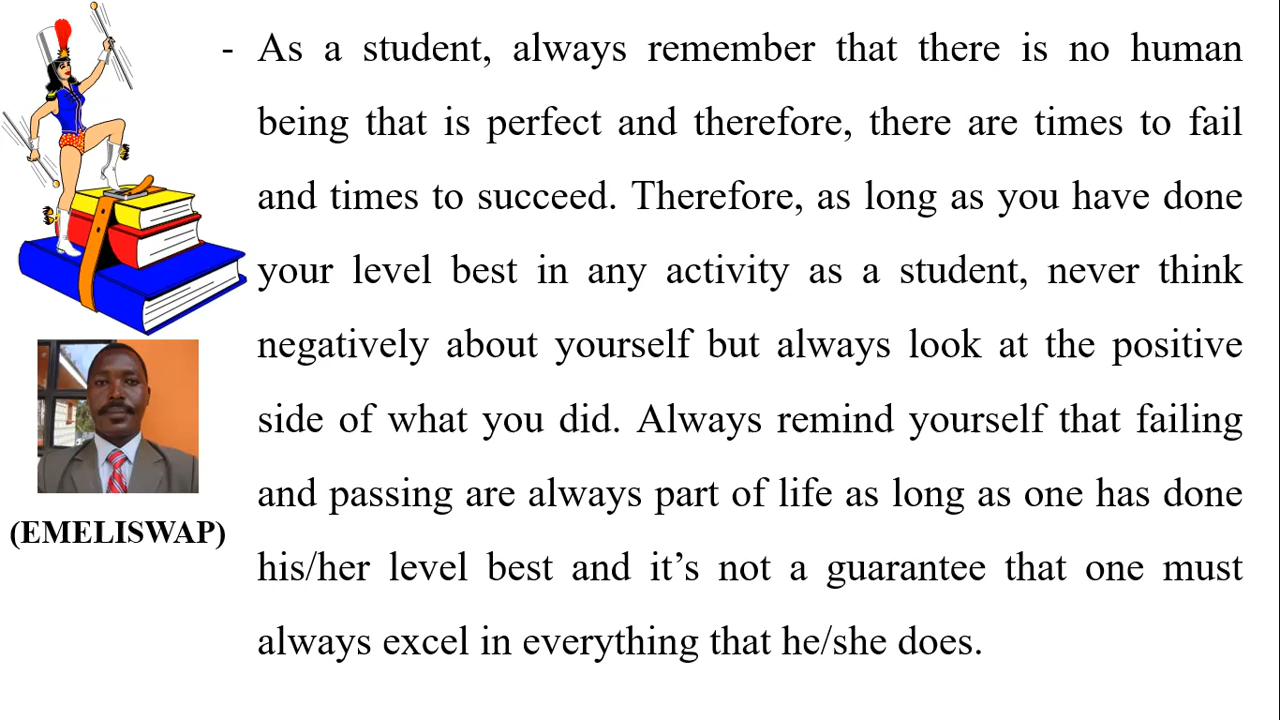 - As a student, always remember that there is no human
being that is perfect and therefore, there are times to fail
and times to succeed. Therefore, as long as you have done
your level best in any activity as a student, never think
negatively about yourself but always look at the positive
side of what you did. Always remind yourself that failing
and passing are always part of life as long as one has done
his/her level best and it’s not a guarantee that one must
always excel in everything that he/she does.
(EMELISWAP)